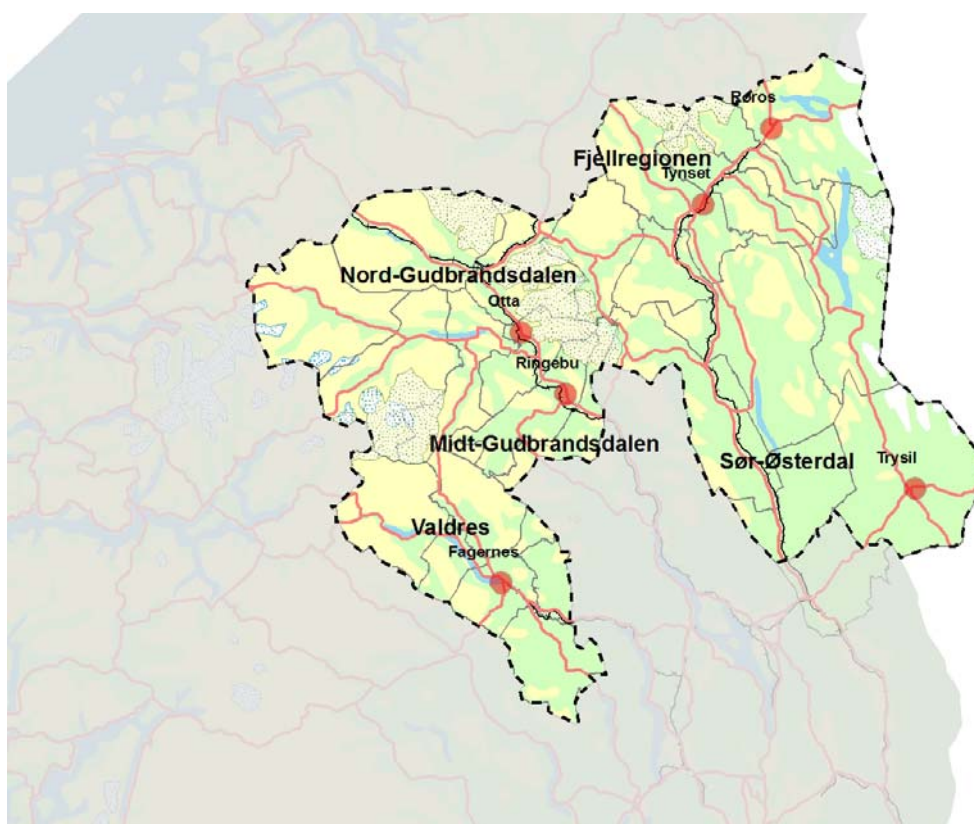 Røros
Fjellregionen
Tynset
Nord-Gudbrandsdalen
Otta
Ringebu
Midt-Gudbrandsdalen
Sør-Østerdal
Trysil
Valdres
Fagernes